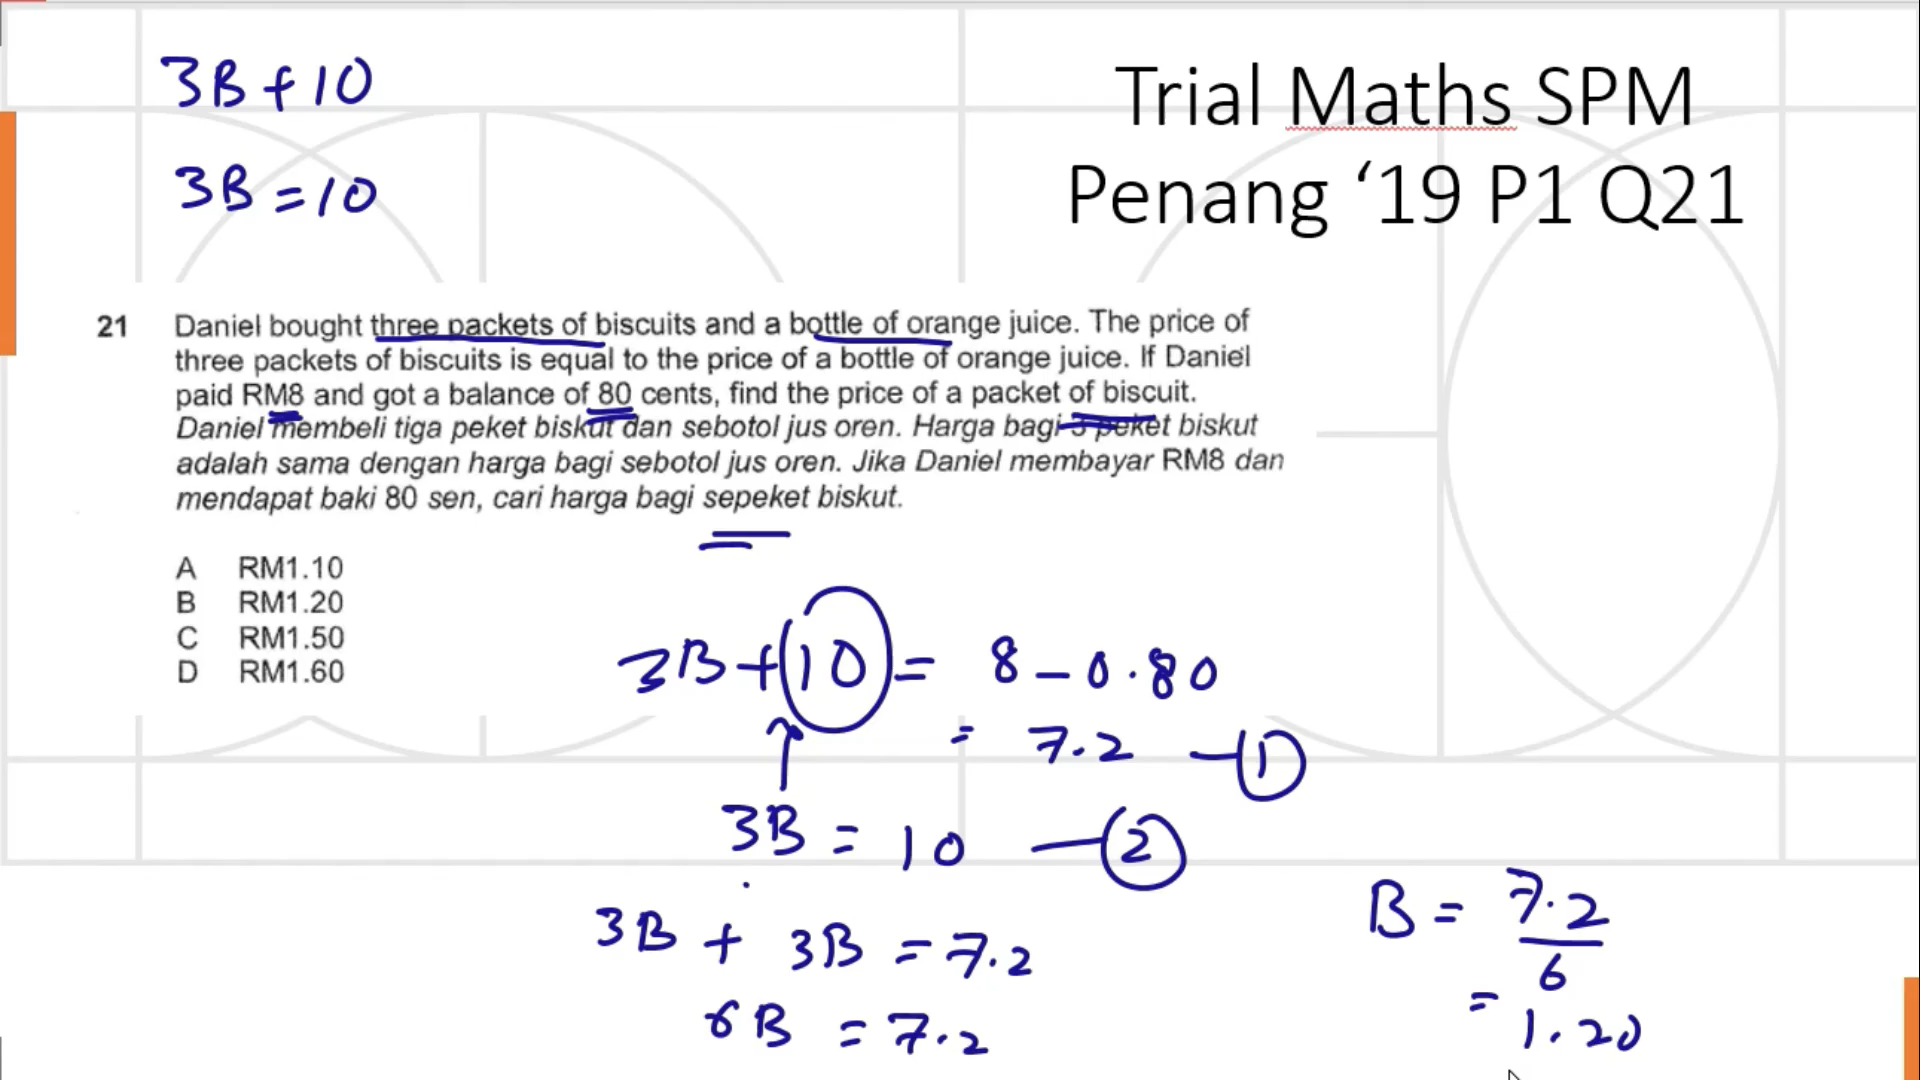 3B + 10
3B = 10
Trial Maths SPM
Penang ‘19 P1 Q21
21 Daniel bought three packets of biscuits and a bottle of orange juice. The price of
three packets of biscuits is equal to the price of a bottle of orange juice. If Daniel
paid RM8 and got a balance of 80 cents, find the price of a packet of biscuit.
Daniel membeli tiga peket biskut dan sebotol jus oren. Harga bagi 3 peket biskut
adalah sama dengan harga bagi sebotol jus oren. Jika Daniel membayar RM8 dan
mendapat baki 80 sen, cari harga bagi sepeket biskut.
A RM1.10
B RM1.20
C RM1.50
D RM1.60
3B + 10 = 8 - 0.80
= 7.2 — 1
3B = 10 — 2
3B + 3B = 7.2
6B = 7.2
B = 7.2
6
= 1.20